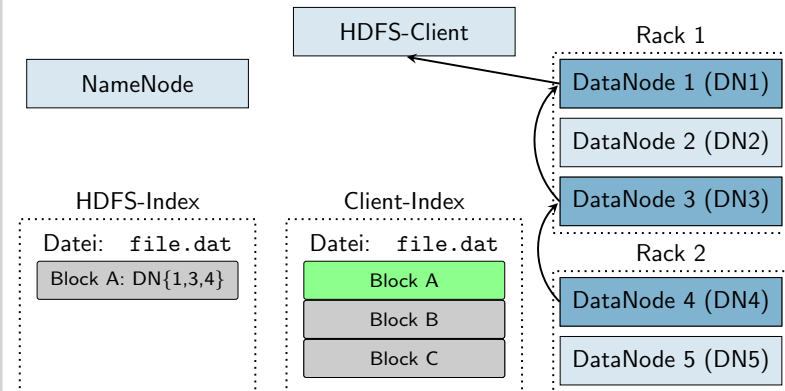 HDFS-Client
NameNode
Rack 1
DataNode 1 (DN1)
DataNode 2 (DN2)
DataNode 3 (DN3)
Rack 2
DataNode 4 (DN4)
DataNode 5 (DN5)
HDFS-Index
Datei: file.dat
Block A: DN{1,3,4}
Client-Index
Datei: file.dat
Block A
Block B
Block C